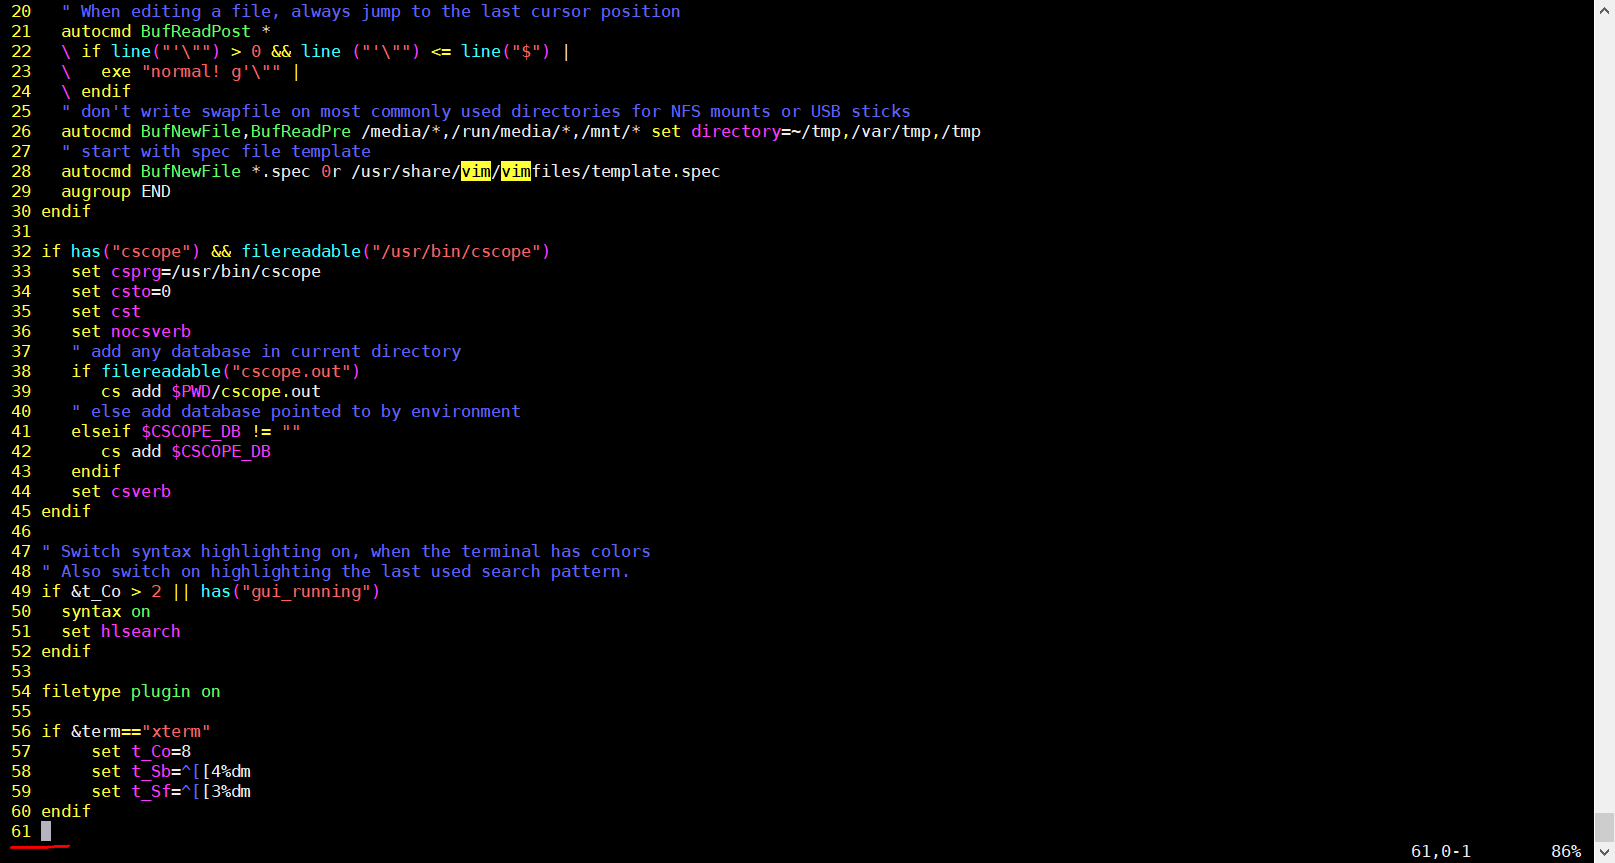 20   " When editing a file, always jump to the last cursor position
21   autocmd BufReadPost *
22   \ if line("'\"") > 0 && line ("'\"") <= line("$") |
23   \   exe "normal! g'\"" |
24   \ endif
25   " don't write swapfile on most commonly used directories for NFS mounts or USB sticks
26   autocmd BufNewFile,BufReadPre /media/*,/run/media/*,/mnt/* set directory=~/tmp,/var/tmp,/tmp
27   " start with spec file template
28   autocmd BufNewFile *.spec 0r /usr/share/vim/vimfiles/template.spec
29   augroup END
30 endif
31
32 if has("cscope") && filereadable("/usr/bin/cscope")
33    set csprg=/usr/bin/cscope
34    set csto=0
35    set cst
36    set nocsverb
37    " add any database in current directory
38    if filereadable("cscope.out")
39       cs add $PWD/cscope.out
40    " else add database pointed to by environment
41    elseif $CSCOPE_DB != ""
42       cs add $CSCOPE_DB
43    endif
44    set csverb
45 endif
46
47 " Switch syntax highlighting on, when the terminal has colors
48 " Also switch on highlighting the last used search pattern.
49 if &t_Co > 2 || has("gui_running")
50   syntax on
51   set hlsearch
52 endif
53
54 filetype plugin on
55
56 if &term=="xterm"
57      set t_Co=8
58      set t_Sb=^[[4%dm
59      set t_Sf=^[[3%dm
60 endif
61
61,0-1        86%